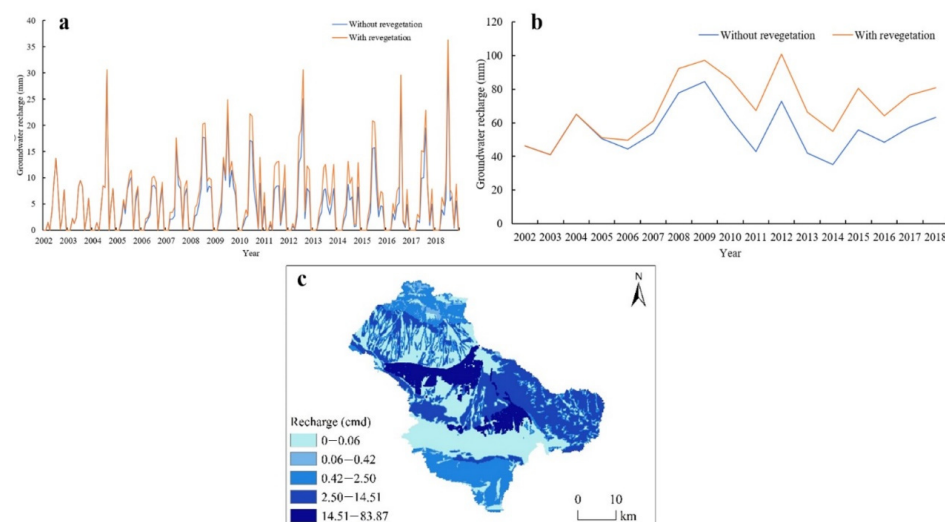 a
Without revegetation
With revegetation
Groundwater recharge (mm)
40
35
30
25
20
15
10
5
0
2002 2003 2004 2005 2006 2007 2008 2009 2010 2011 2012 2013 2014 2015 2016 2017 2018
Year
b
Without revegetation With revegetation
Groundwater recharge (mm)
120
100
80
60
40
20
0
2002 2003 2004 2005 2006 2007 2008 2009 2010 2011 2012 2013 2014 2015 2016 2017 2018
Year
c
N
Recharge (cmd)
0—0.06
0.06—0.42
0.42—2.50
2.50—14.51
14.51—83.87
0 10
km